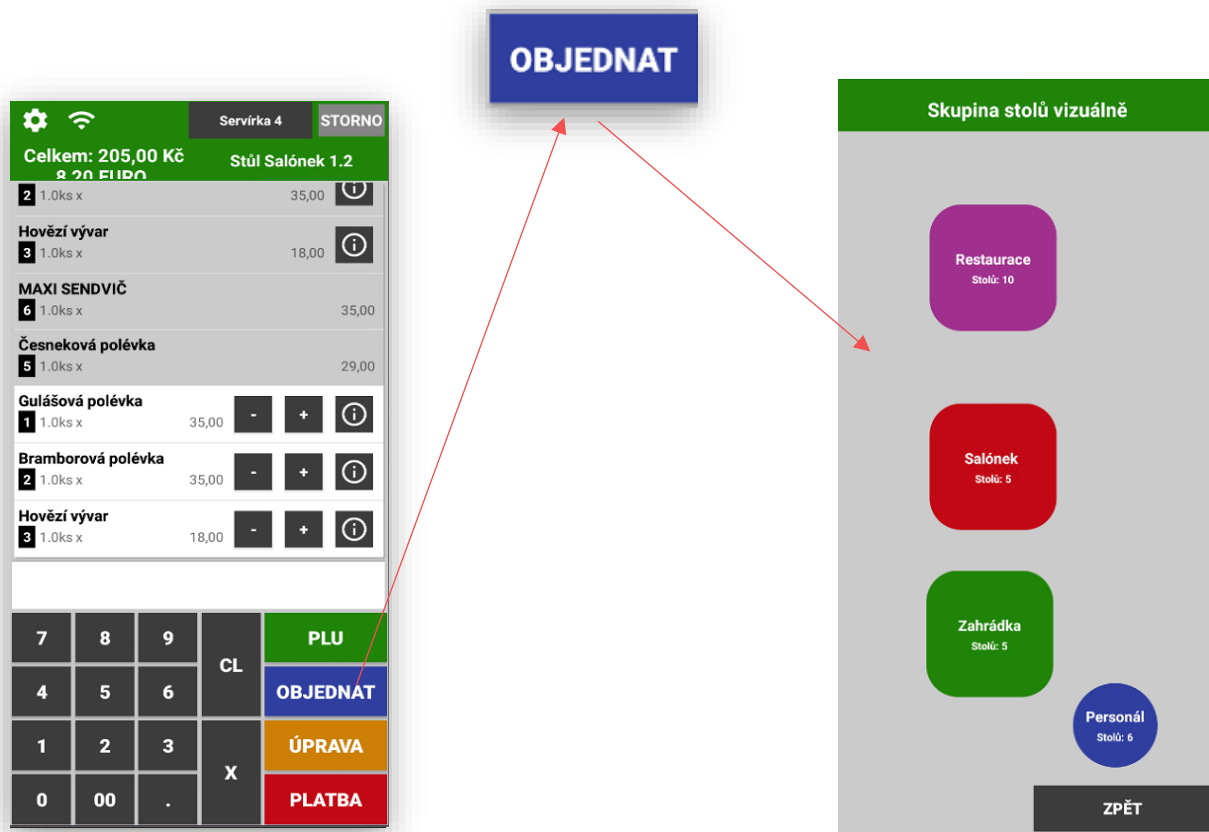 OBJEDNAT
Servírka 4
STORNO
Celkem: 205,00 Kč
8,20 EURO
Stůl Salónek 1.2
2 1.0ks x 35,00
Hovězí vývar
3 1.0ks x 18,00
MAXI SENDVIČ
6 1.0ks x 35,00
Česneková polévka
5 1.0ks x 29,00
Gulášová polévka
1 1.0ks x 35,00 - +
Bramborová polévka
2 1.0ks x 35,00 - +
Hovězí vývar
3 1.0ks x 18,00 - +
7 8 9 CL PLU
4 5 6 OBJEDNAT
1 2 3 X ÚPRAVA
0 00 . PLATBA
Skupina stolů vizuálně
Restaurace
Stolů: 10
Salónek
Stolů: 5
Zahrádka
Stolů: 5
Personál
Stolů: 6
ZPĚT